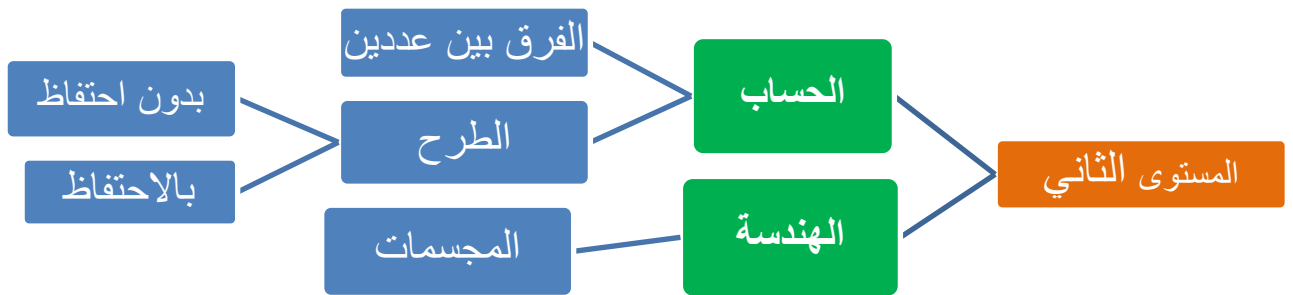 المستوى الثاني
الحساب
الفرق بين عددين
الطرح
بدون احتفاظ
بالاحتفاظ
الهندسة
المجسمات